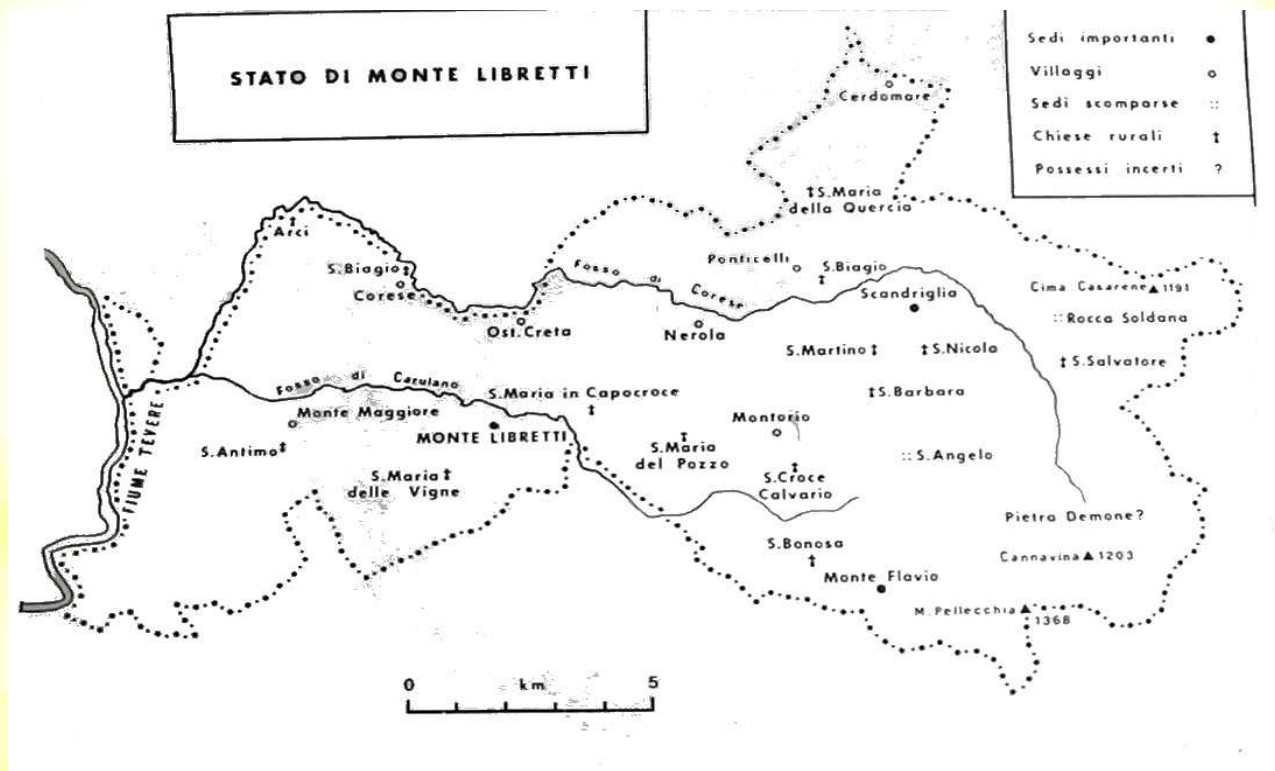 STATO DI MONTE LIBRETTI
Sedi importanti
Villaggi
Sedi scomparse
Chiese rurali
Possessi incerti ?
Cerdomare
S.Maria
della Quercia
Arci
S.Biagio
Corese
Fosso di Corese
Ponticelli
S.Biagio
Scandriglia
Cima Casarene 1191
Rocca Soldana
Ost.Creta
Nerola
S.Martino
S.Nicola
S.Salvatore
Fosso di Carulano
S.Maria in Capocroce
S.Barbara
Monte Maggiore
MONTE LIBRETTI
Montorio
S.Antimo
S.Maria
del Pozzo
S.Angelo
S.Maria
delle Vigne
S.Croce
Calvario
FIUME TEVERE
Pietra Demone?
S.Bonosa
Cannavina 1203
Monte Flavio
M.Pellecchia
1368
0 km 5